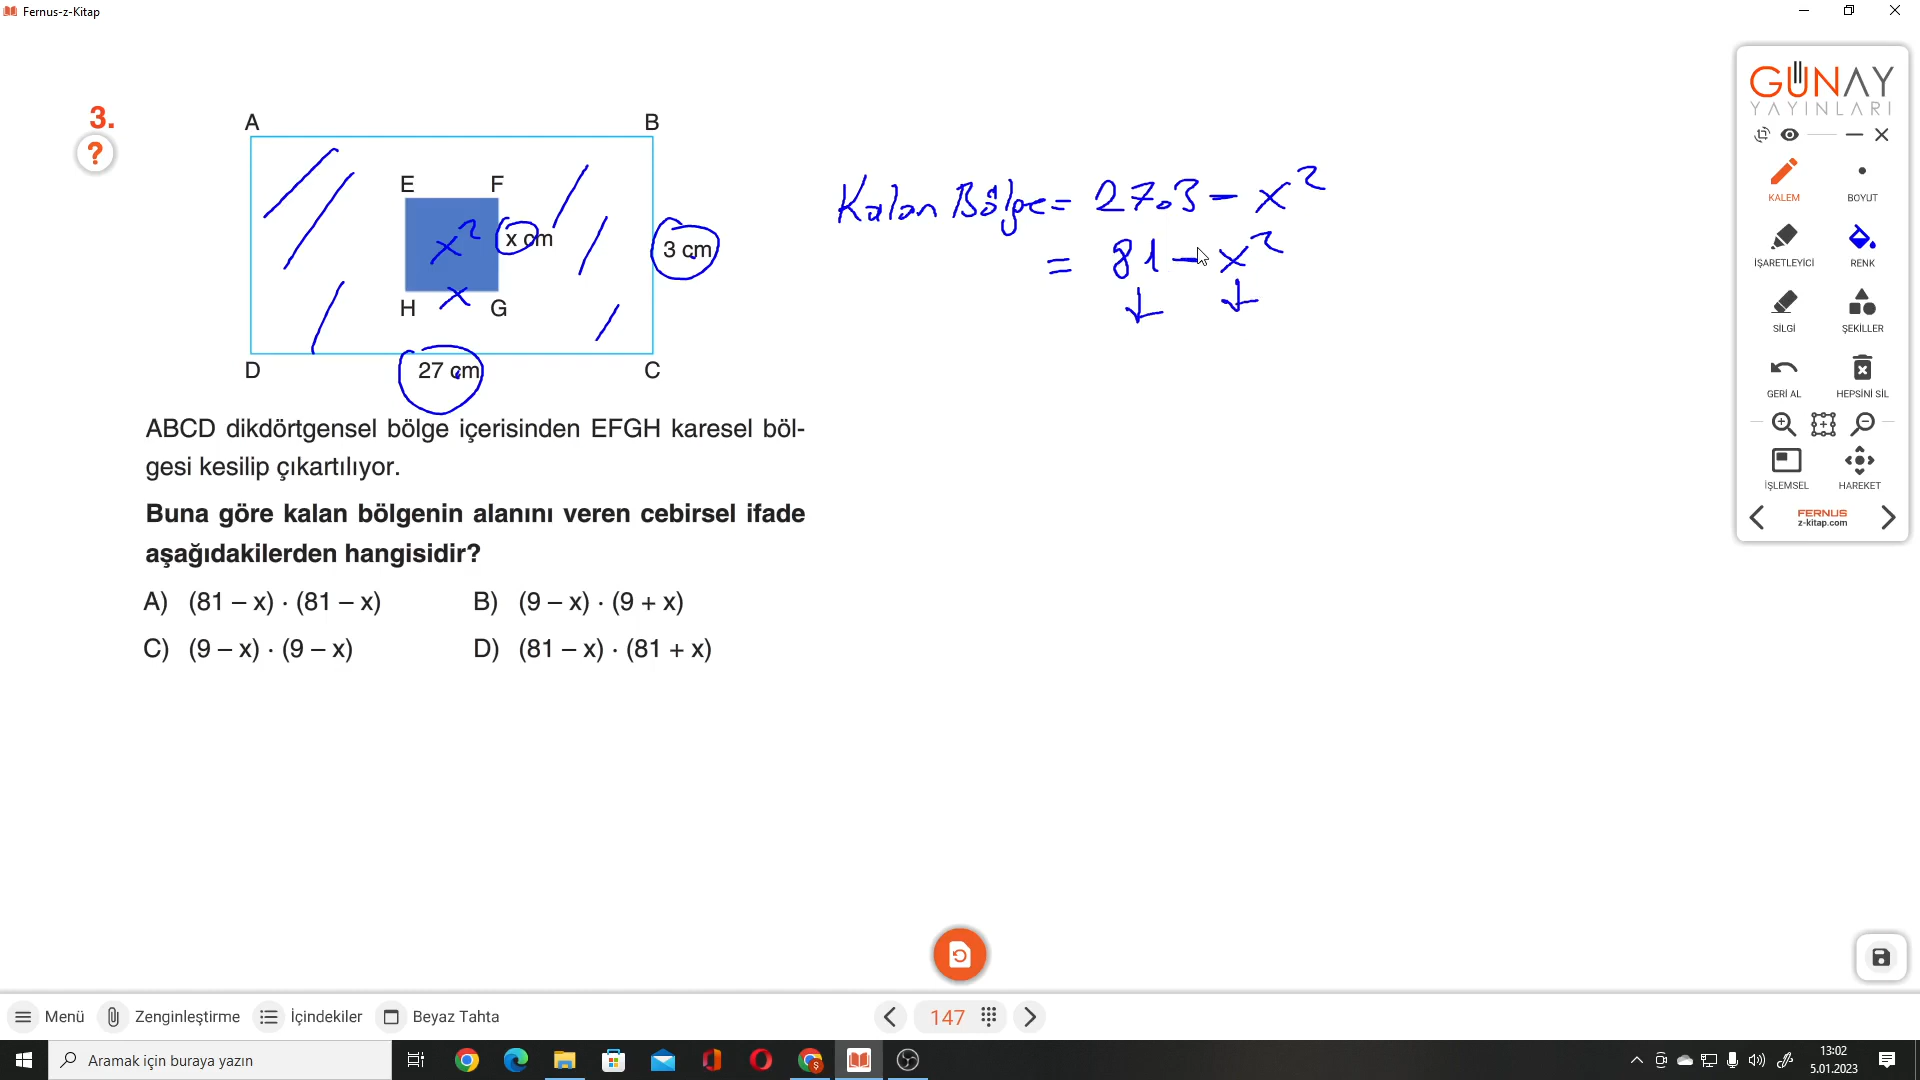 Fernus-z-Kitap
3.
?
A
B
E
F
x²
x cm
3 cm
H
x
G
D
27 cm
C
Kalan Bölge = 27.3 – x²
= 81 – x²
ABCD dikdörtgensel bölge içerisinden EFGH karesel böl-
gesi kesilip çıkartılıyor.
Buna göre kalan bölgenin alanını veren cebirsel ifade
aşağıdakilerden hangisidir?
A) (81 – x) · (81 – x)
B) (9 – x) · (9 + x)
C) (9 – x) · (9 – x)
D) (81 – x) · (81 + x)
GÜNAY
YAYINLARI
KALEM
BOYUT
İŞARETLEYİCİ
RENK
SİLGİ
ŞEKİLLER
GERİ AL
HEPSİNİ SİL
İŞLEMSEL
HAREKET
FERNUS
z-kitap.com
Menü
Zenginleştirme
İçindekiler
Beyaz Tahta
147
Aramak için buraya yazın
13:02
5.01.2023